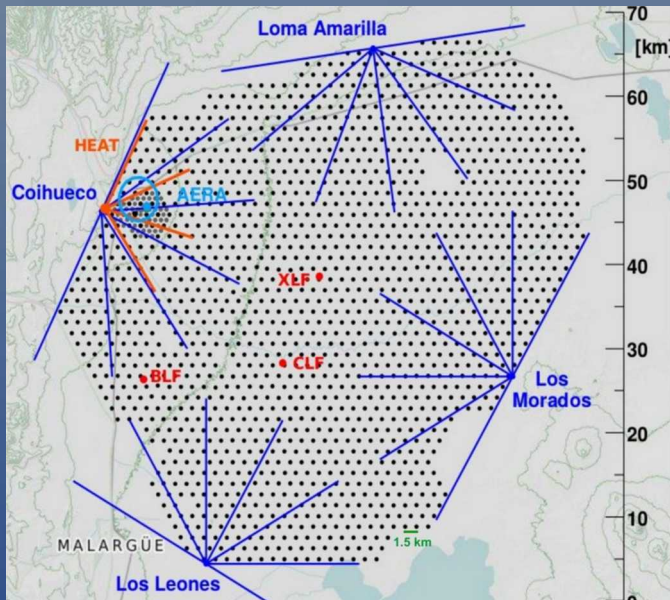 70
Loma Amarilla
[km]
60
HEAT
Coihueco
AERA
50
XLF
40
CLF
30
BLF
Los
Morados
20
10
1.5 km
MALARGÜE
Los Leones